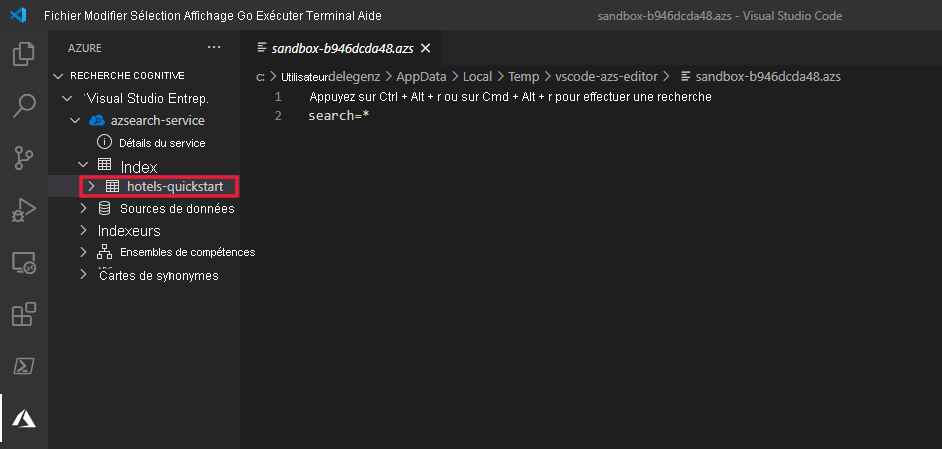 Fichier Modifier Sélection Affichage Go Exécuter Terminal Aide
sandbox-b946dcda48.azs - Visual Studio Code
AZURE ···
sandbox-b946dcda48.azs
RECHERCHE COGNITIVE
c: > Utilisateurdelegenz > AppData > Local > Temp > vscode-azs-editor > sandbox-b946dcda48.azs
'Visual Studio Entrep.
1 Appuyez sur Ctrl + Alt + r ou sur Cmd + Alt + r pour effectuer une recherche
azsearch-service
2 search=*
Détails du service
Index
hotels-quickstart
Sources de données
Indexeurs
Ensembles de compétences
Cartes de synonymes